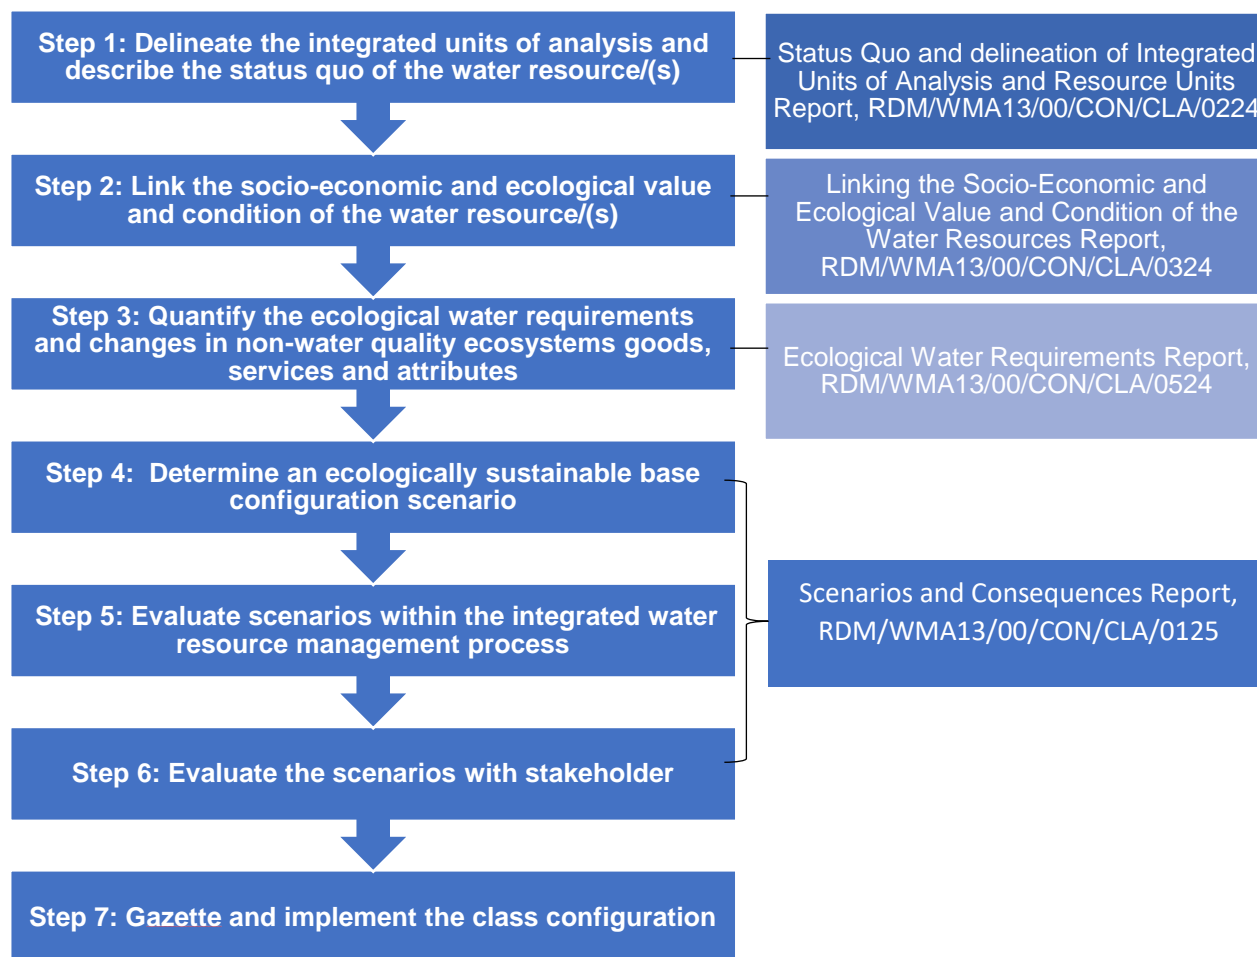 Step 1: Delineate the integrated units of analysis and
describe the status quo of the water resource/(s)
Status Quo and delineation of Integrated
Units of Analysis and Resource Units
Report, RDM/WMA13/00/CON/CLA/0224
Step 2: Link the socio-economic and ecological value
and condition of the water resource/(s)
Linking the Socio-Economic and
Ecological Value and Condition of the
Water Resources Report,
RDM/WMA13/00/CON/CLA/0324
Step 3: Quantify the ecological water requirements
and changes in non-water quality ecosystems goods,
services and attributes
Ecological Water Requirements Report,
RDM/WMA13/00/CON/CLA/0524
Step 4:  Determine an ecologically sustainable base
configuration scenario
Step 5: Evaluate scenarios within the integrated water
resource management process
Scenarios and Consequences Report,
RDM/WMA13/00/CON/CLA/0125
Step 6: Evaluate the scenarios with stakeholder
Step 7: Gazette and implement the class configuration